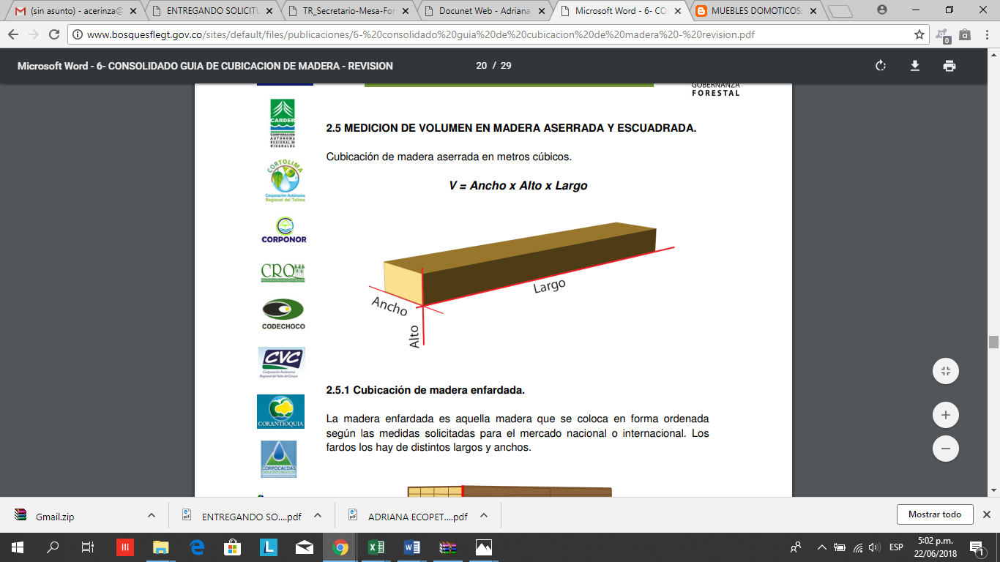 (sin asunto) - acerinza@
ENTREGANDO SOLICITU
TR_Secretario-Mesa-For
Docunet Web - Adriana
Microsoft Word - 6- CO
MUEBLES DOMOTICOS:
www.bosquesflegt.gov.co/sites/default/files/publicaciones/6-%20consolidado%20guia%20de%20cubicacion%20de%20madera%20-%20revision.pdf
0
Microsoft Word - 6- CONSOLIDADO GUIA DE CUBICACION DE MADERA - REVISION
20 / 29
GOBERNANZA
FORESTAL
CARDER
CORPORACIÓN
AUTÓNOMA
REGIONAL DE
RISARALDA
2.5 MEDICION DE VOLUMEN EN MADERA ASERRADA Y ESCUADRADA.
Cubicación de madera aserrada en metros cúbicos.
CORTOLIMA
Corporación Autónoma
Regional del Tolima
V = Ancho x Alto x Largo
CORPONOR
CRQ
Ancho
Alto
Largo
CODECHOCO
CVC
Corporación Autónoma
Regional del Valle del Cauca
2.5.1 Cubicación de madera enfardada.
CORANTIOQUIA
La madera enfardada es aquella madera que se coloca en forma ordenada
según las medidas solicitadas para el mercado nacional o internacional. Los
fardos los hay de distintos largos y anchos.
CORPOCALDAS
Gmail.zip
ENTREGANDO SO....pdf
ADRIANA ECOPET....pdf
Mostrar todo
ESP
5:02 p.m.
22/06/2018
1